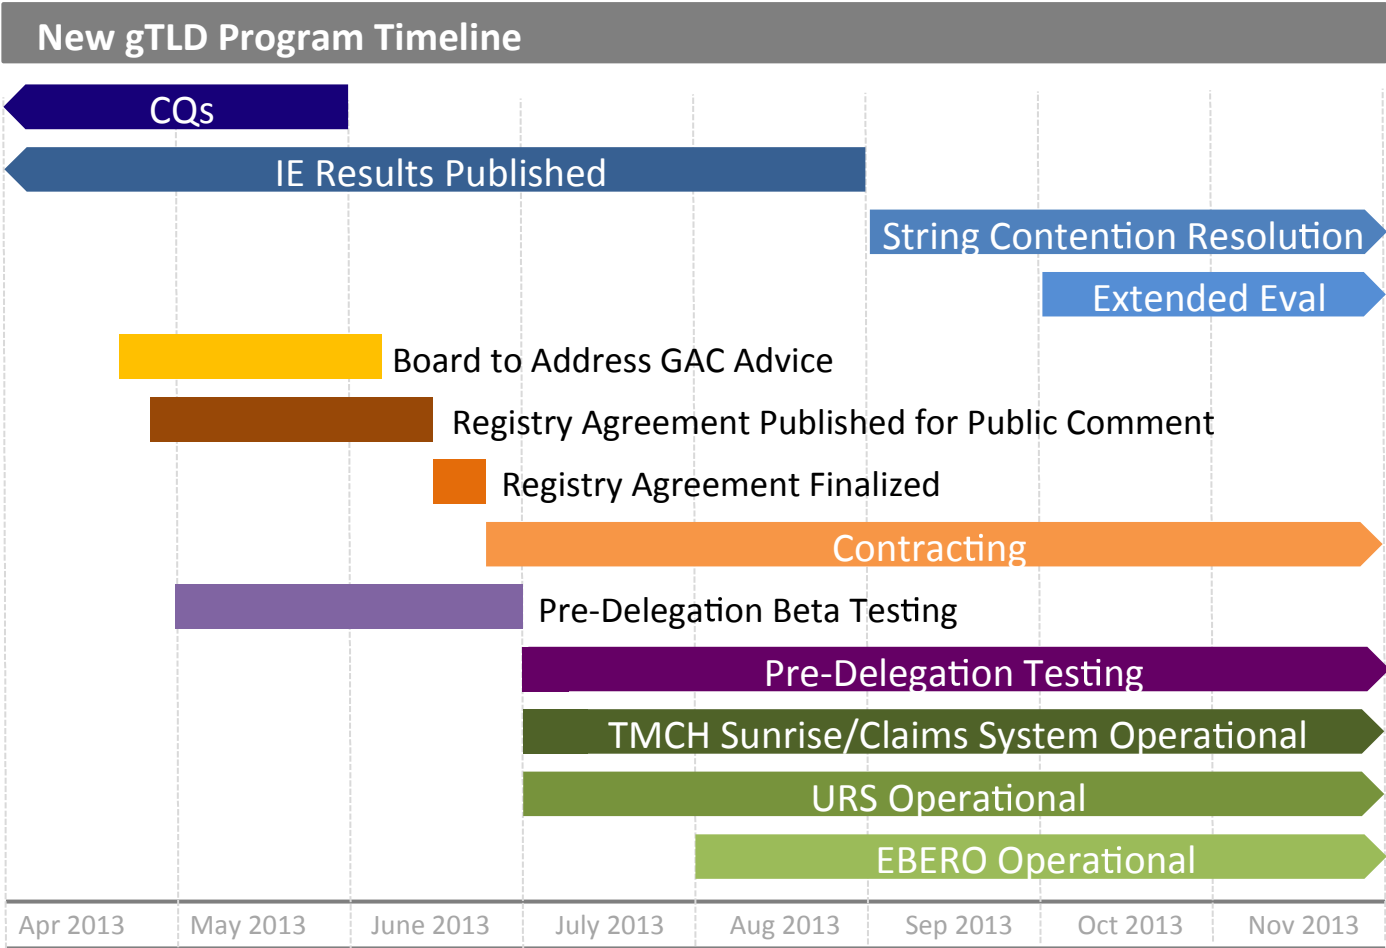 New gTLD Program Timeline
CQs
IE Results Published
String Contention Resolution
Extended Eval
Board to Address GAC Advice
Registry Agreement Published for Public Comment
Registry Agreement Finalized
Contracting
Pre-Delegation Beta Testing
Pre-Delegation Testing
TMCH Sunrise/Claims System Operational
URS Operational
EBERO Operational
Apr 2013 May 2013 June 2013 July 2013 Aug 2013 Sep 2013 Oct 2013 Nov 2013